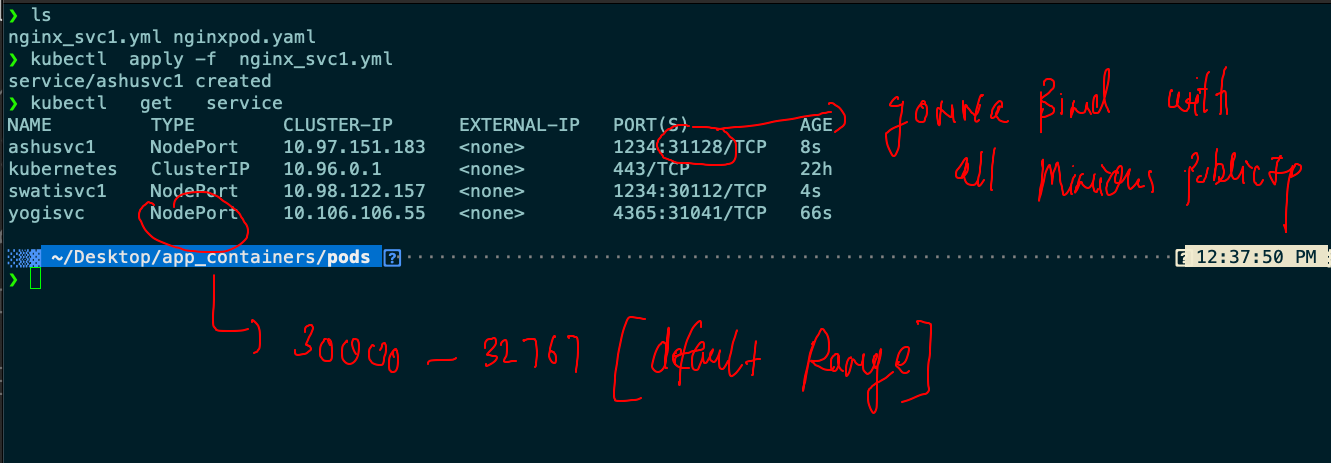 ❯ ls
nginx_svc1.yml nginxpod.yaml
❯ kubectl  apply -f  nginx_svc1.yml
service/ashusvc1 created
❯ kubectl   get   service
NAME         TYPE        CLUSTER-IP      EXTERNAL-IP   PORT(S)          AGE
ashusvc1     NodePort    10.97.151.183   <none>        1234:31128/TCP   8s
kubernetes   ClusterIP   10.96.0.1       <none>        443/TCP          22h
swatisvc1    NodePort    10.98.122.157   <none>        1234:30112/TCP   4s
yogisvc      NodePort    10.106.106.55   <none>        4365:31041/TCP   66s
gonna Bind with
all Minions publicIp
~/Desktop/app_containers/pods ? 12:37:50 PM
❯
30000 - 32767 [default Range]